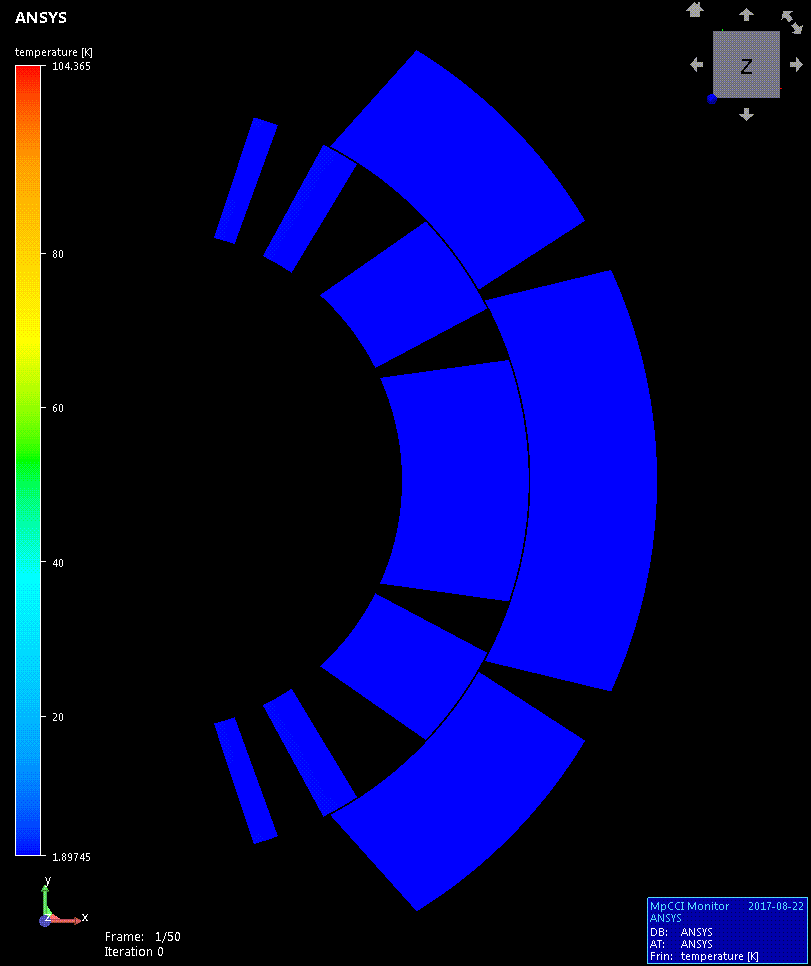 ANSYS
temperature [K]
104.365
80
60
40
20
1.89745
Z
y
z
x
Frame: 1/50
Iteration 0
MpCCI Monitor 2017-08-22
ANSYS
DB: ANSYS
AT: ANSYS
Frin: temperature [K]